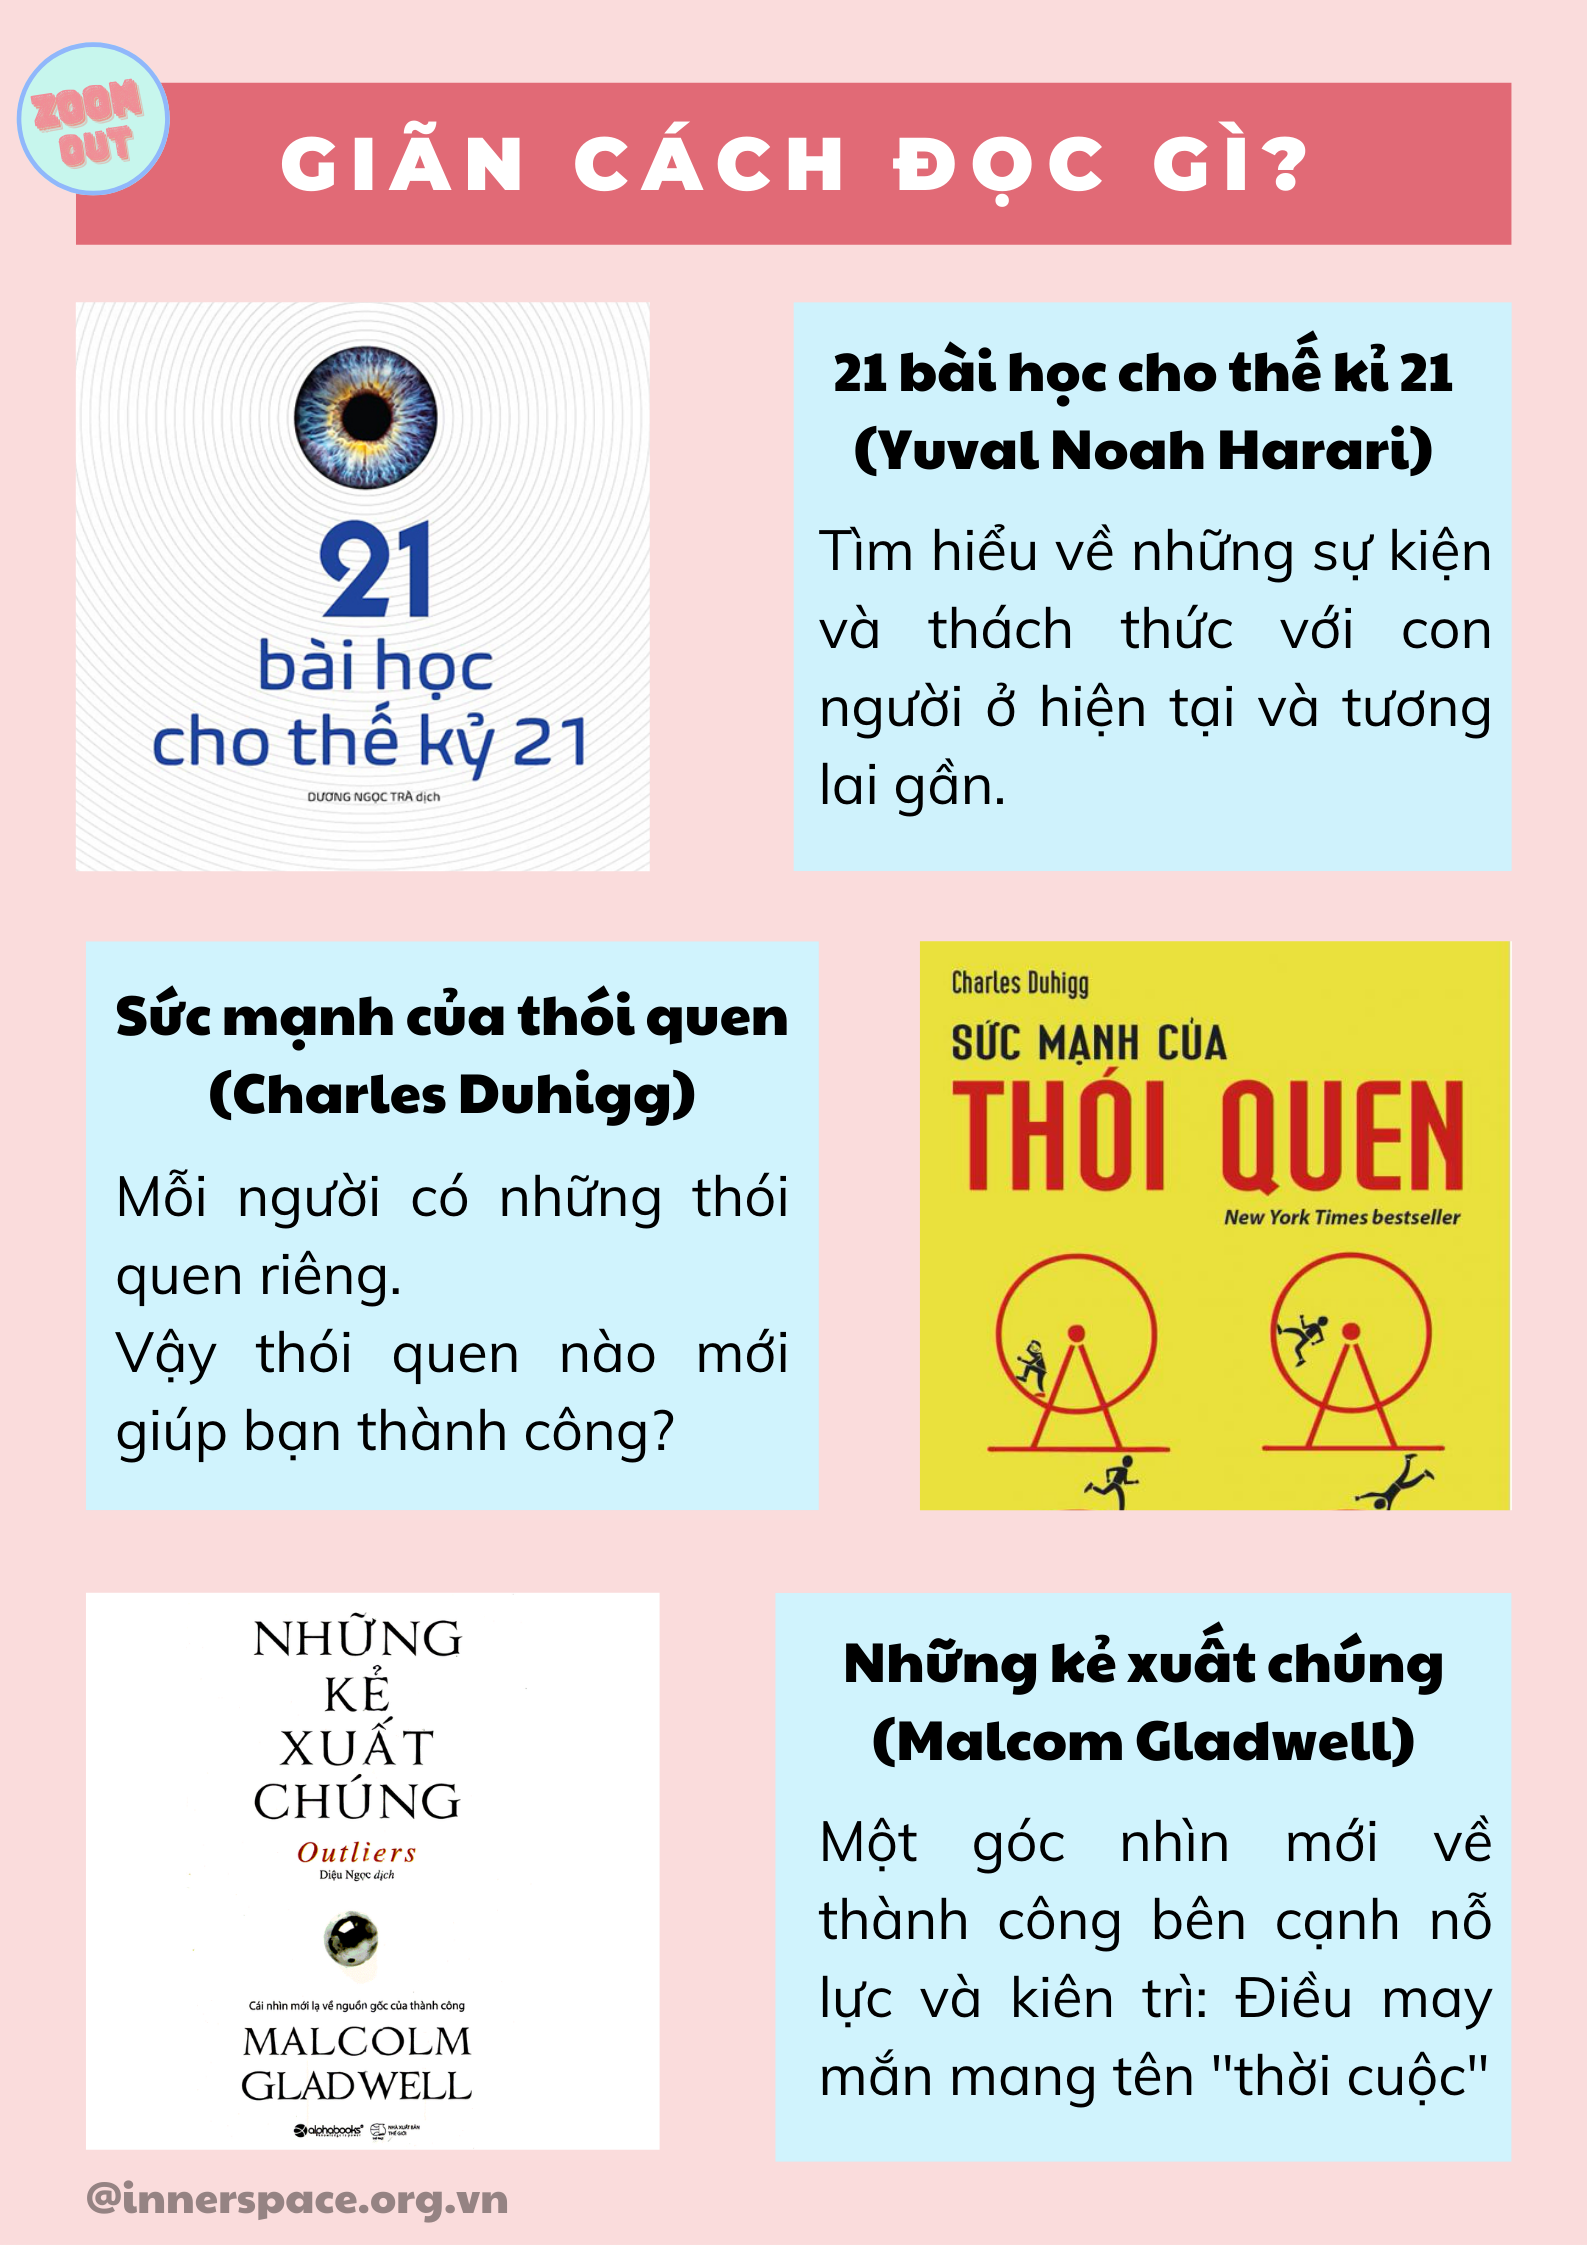 ZOOM
OUT
GIÃN CÁCH ĐỌC GÌ?
21
bài học
cho thế kỷ 21
DƯƠNG NGỌC TRÀ dịch
21 bài học cho thế kỉ 21
(Yuval Noah Harari)
Tìm hiểu về những sự kiện
và thách thức với con
người ở hiện tại và tương
lai gần.
Sức mạnh của thói quen
(Charles Duhigg)
Mỗi người có những thói
quen riêng.
Vậy thói quen nào mới
giúp bạn thành công?
Charles Duhigg
SỨC MẠNH CỦA
THÓI QUEN
New York Times bestseller
NHỮNG
KẺ
XUẤT
CHÚNG
Outliers
Diệu Ngọc dịch
Cái nhìn mới lạ về nguồn gốc của thành công
MALCOLM
GLADWELL
alphabooks
NHÀ XUẤT BẢN
THẾ GIỚI
Những kẻ xuất chúng
(Malcom Gladwell)
Một góc nhìn mới về
thành công bên cạnh nỗ
lực và kiên trì: Điều may
mắn mang tên "thời cuộc"
@innerspace.org.vn